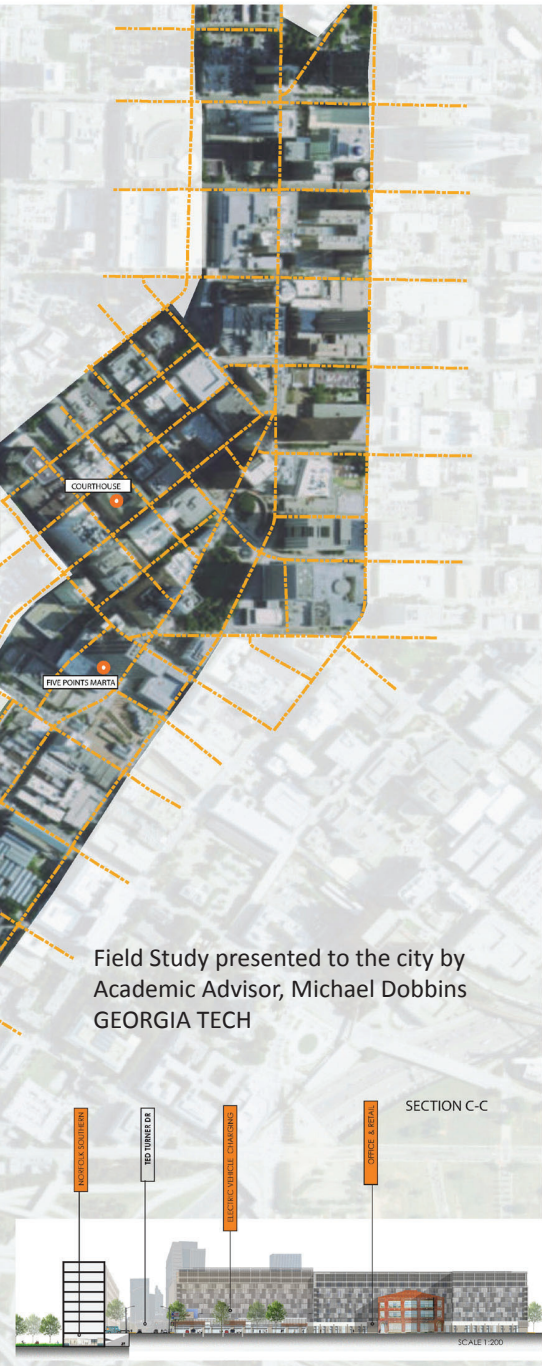 COURTHOUSE
FIVE POINTS MARTA
Field Study presented to the city by
Academic Advisor, Michael Dobbins
GEORGIA TECH
SECTION C-C
NORFOLK SOUTHERN
TED TURNER DR
ELECTRIC VEHICLE CHARGING
OFFICE & RETAIL
SCALE 1:200